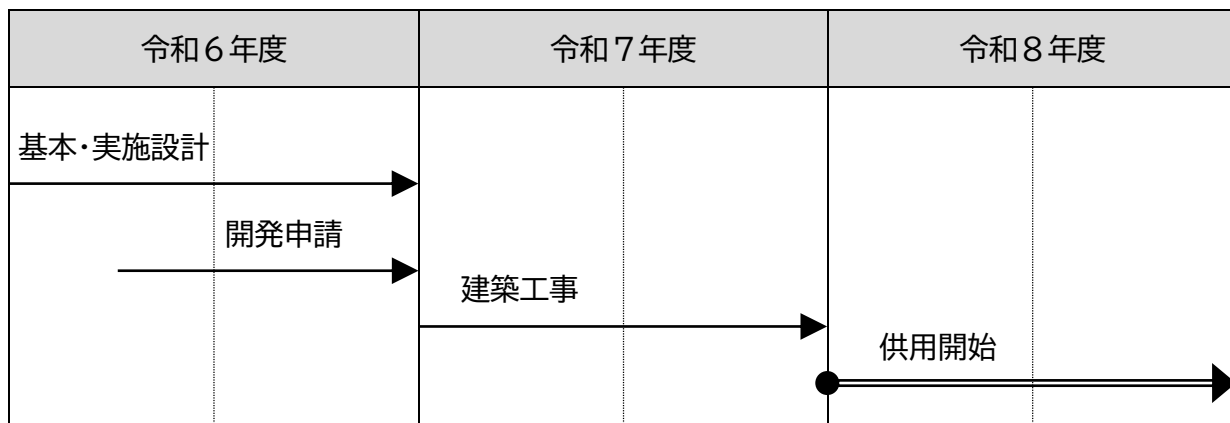 令和６年度
令和７年度
令和８年度
基本・実施設計
開発申請
建築工事
供用開始